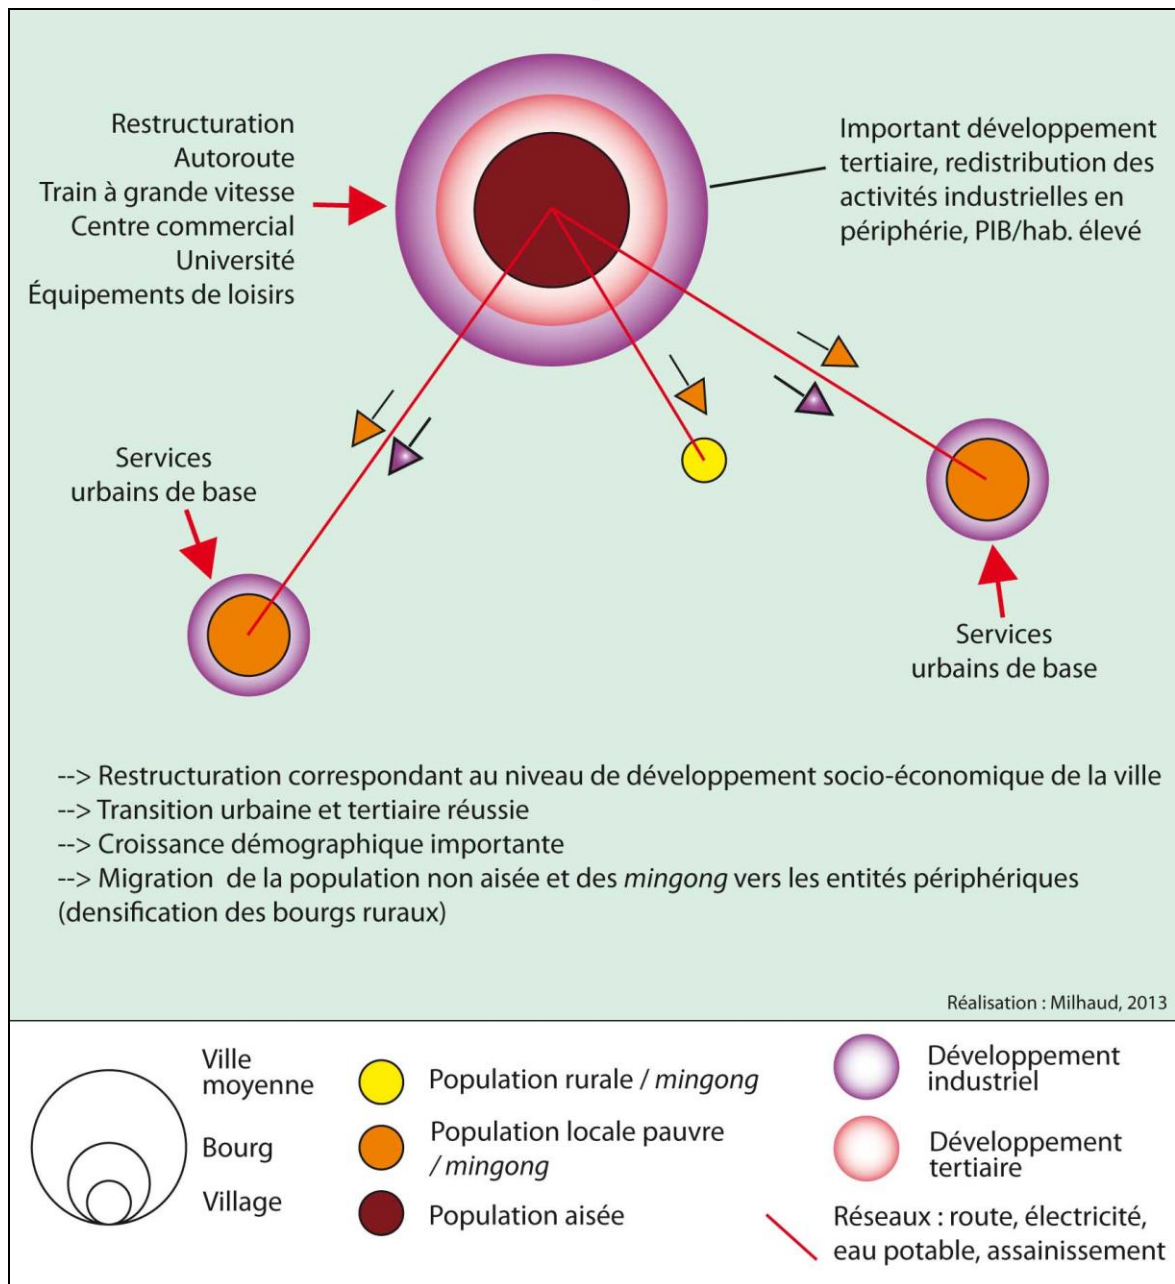 Restructuration
Autoroute
Train à grande vitesse
Centre commercial
Université
Équipements de loisirs
Important développement
tertiaire, redistribution des
activités industrielles en
périphérie, PIB/hab. élevé
Services
urbains de base
Services
urbains de base
--> Restructuration correspondant au niveau de développement socio-économique de la ville
--> Transition urbaine et tertiaire réussie
--> Croissance démographique importante
--> Migration de la population non aisée et des mingong vers les entités périphériques
(densification des bourgs ruraux)
Réalisation : Milhaud, 2013
Ville
moyenne
Bourg
Village
Population rurale / mingong
Population locale pauvre
/ mingong
Population aisée
Développement
industriel
Développement
tertiaire
Réseaux : route, électricité,
eau potable, assainissement